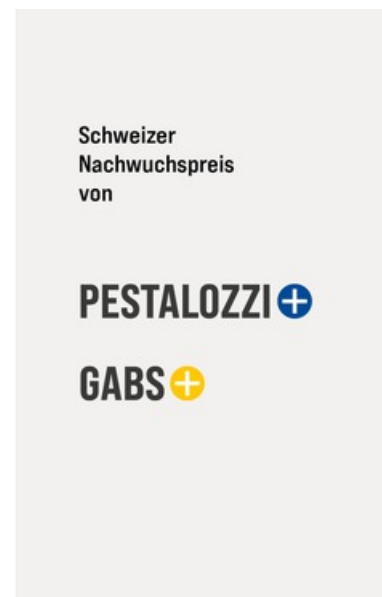 Schweizer
Nachwuchspreis
von
PESTALOZZI+
GABS+